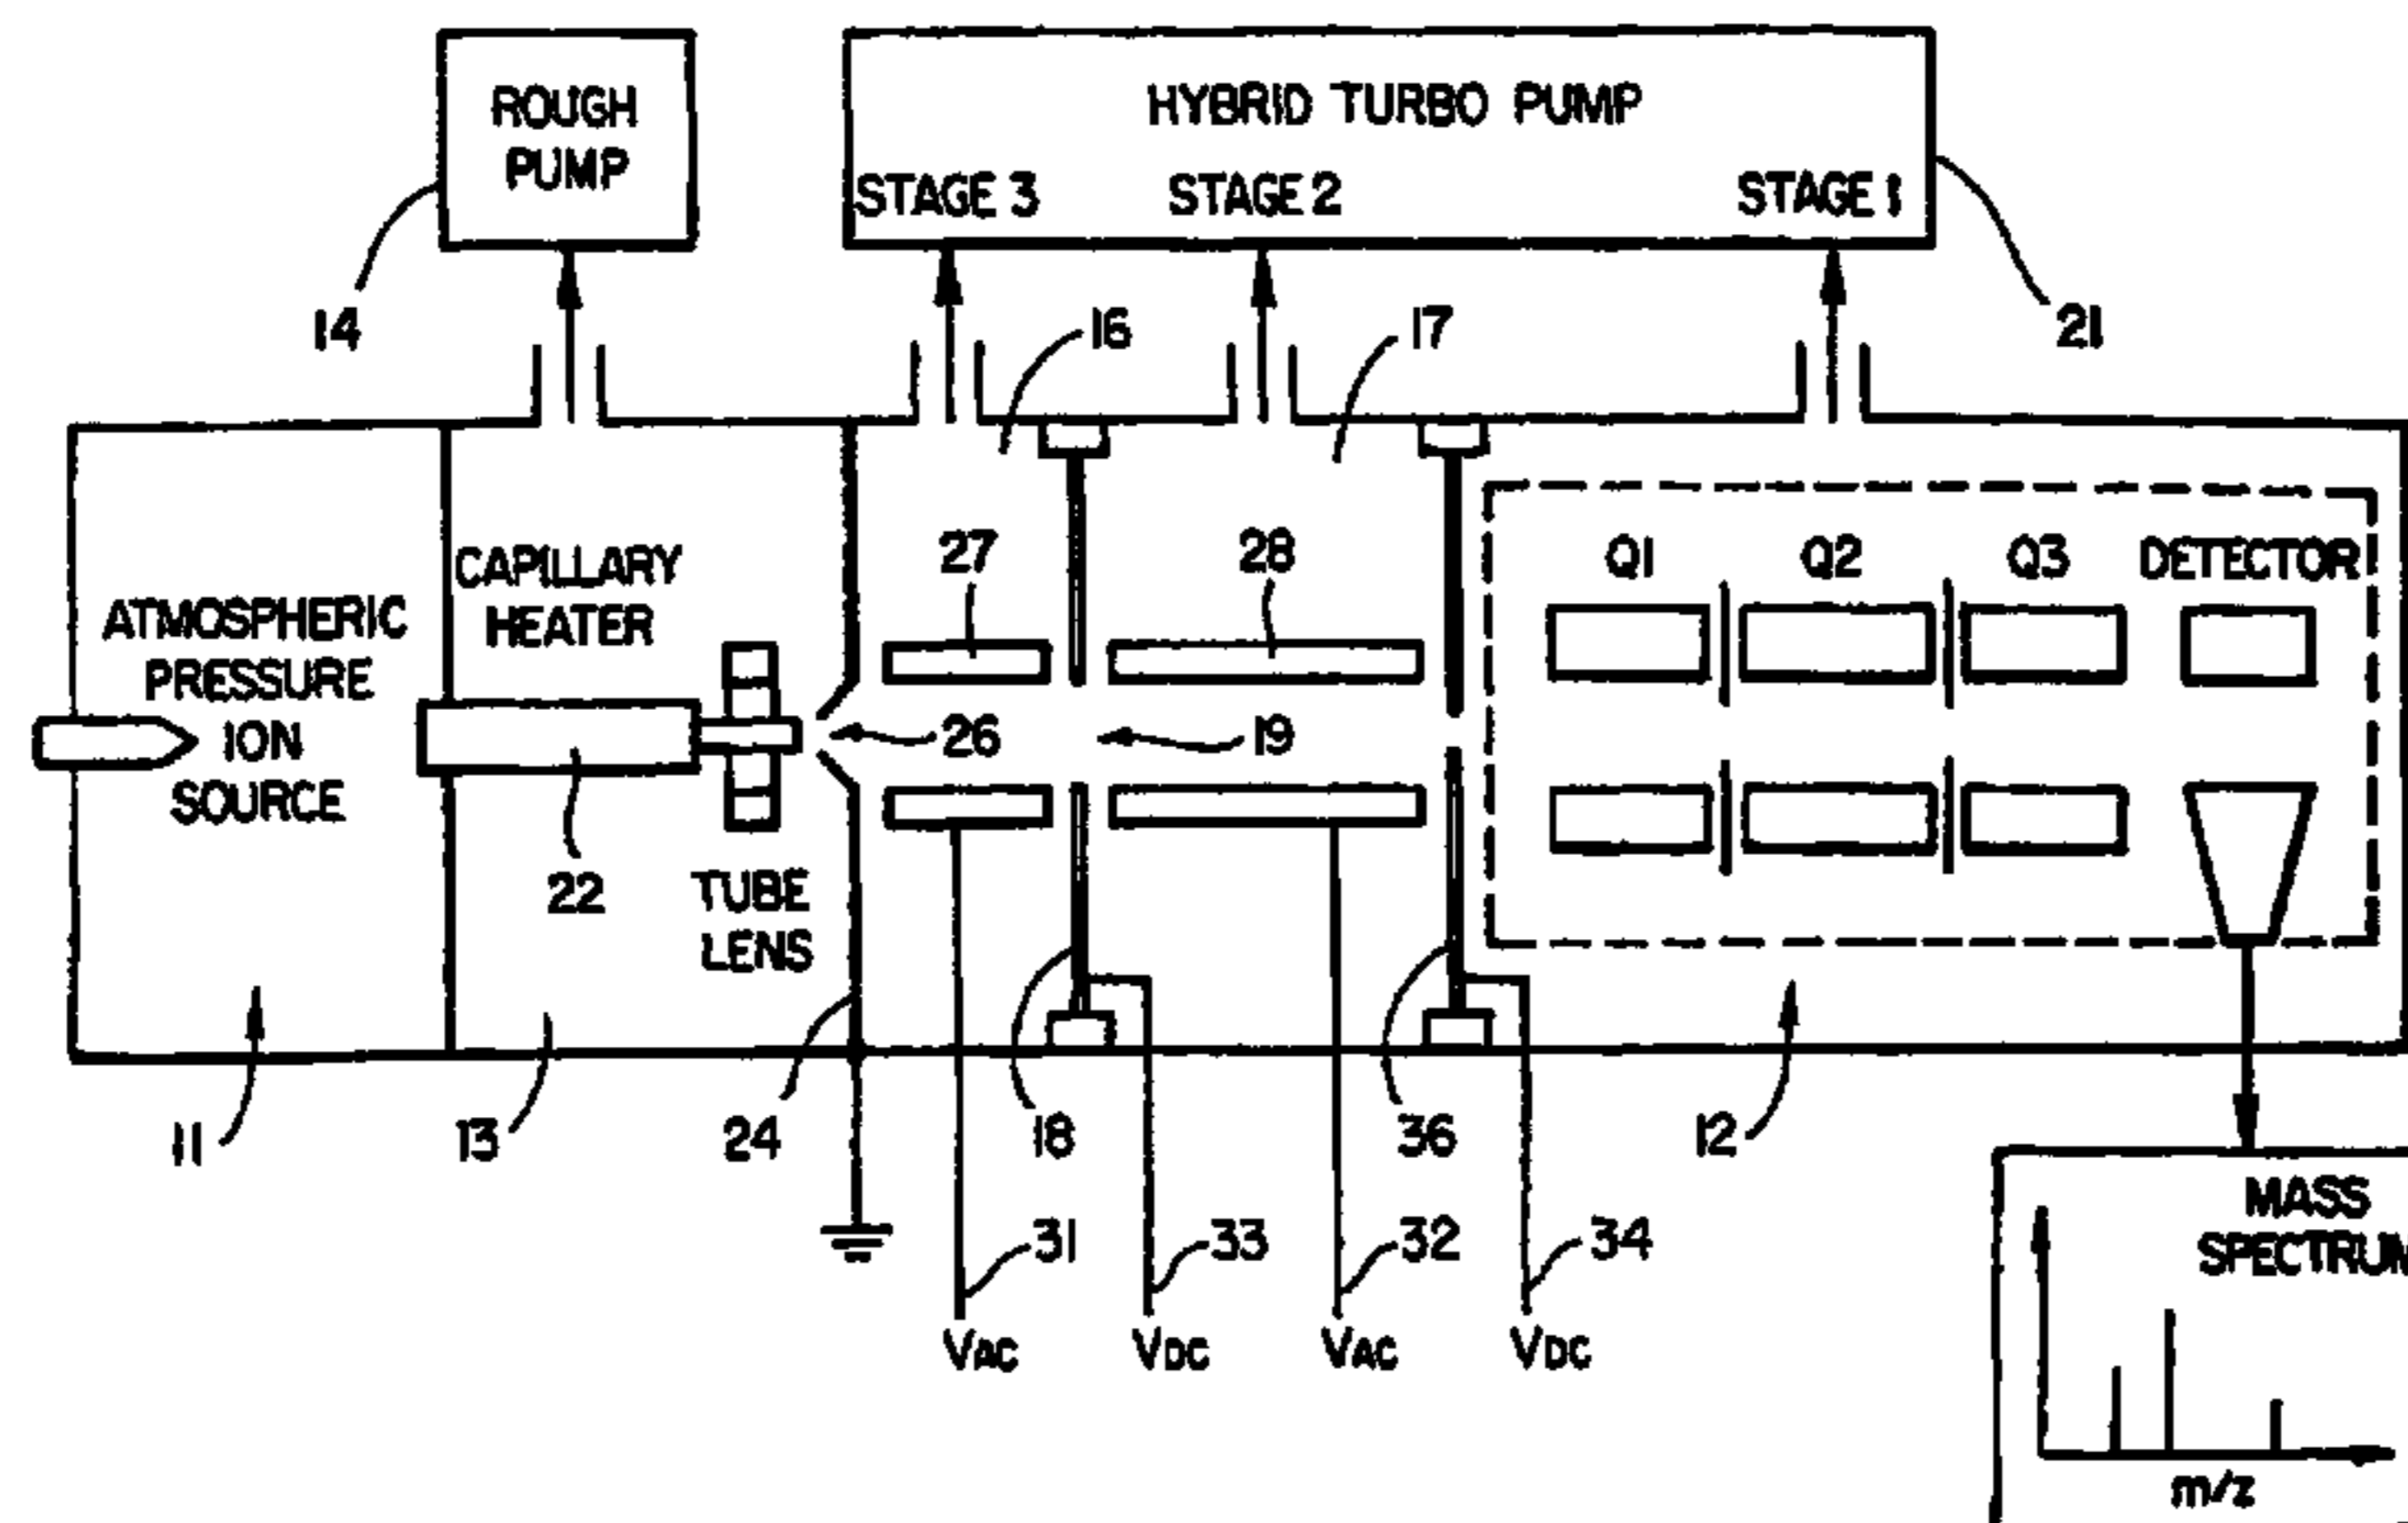 ROUGH
PUMP
HYBRID TURBO PUMP
STAGE 3
STAGE 2
STAGE 1
14
16
17
21
ATMOSPHERIC
PRESSURE
ION
SOURCE
CAPILLARY
HEATER
27
28
Q1
Q2
Q3
DETECTOR
26
19
22
TUBE
LENS
11
13
24
18
36
12
31
33
32
34
VAC
VDC
VAC
VDC
MASS
SPECTRUM
m/z